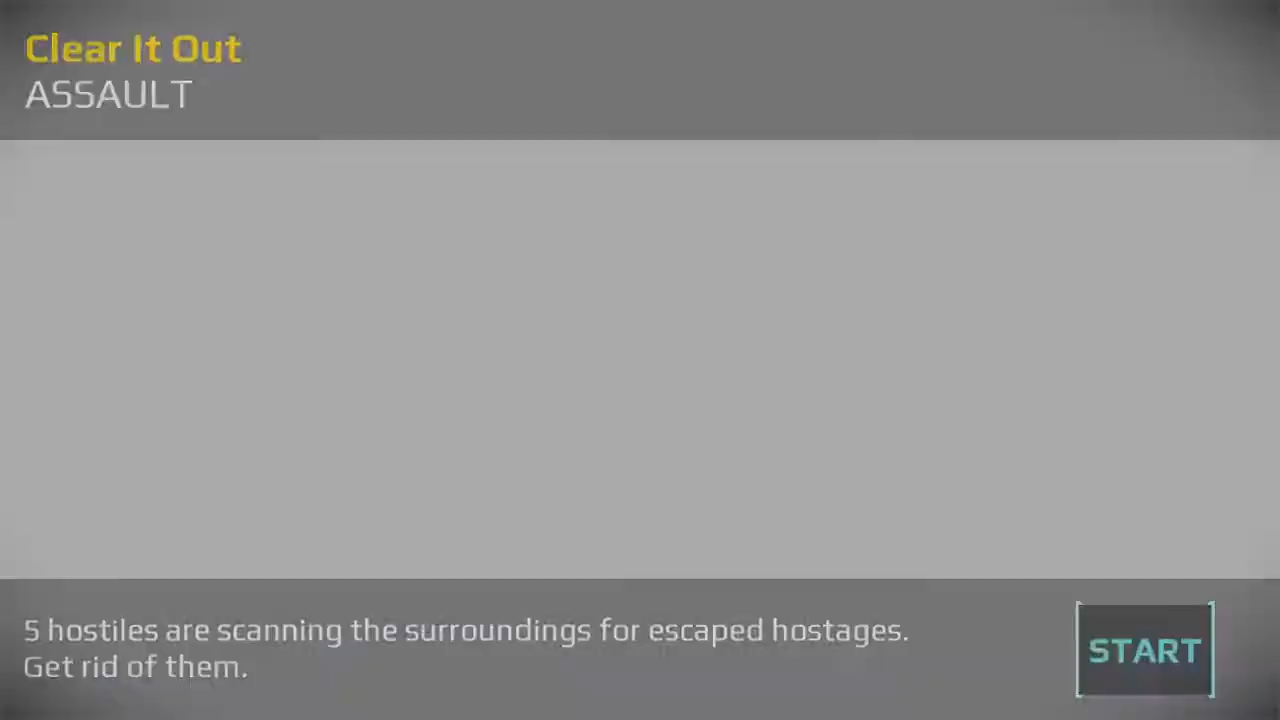 Clear It Out
ASSAULT
5 hostiles are scanning the surroundings for escaped hostages.
Get rid of them.
START